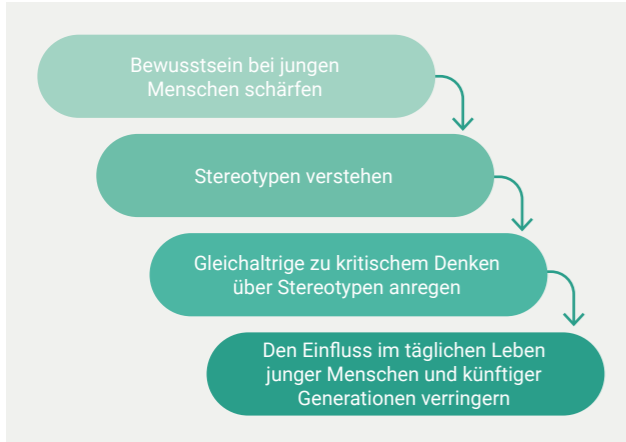 Bewusstsein bei jungen
Menschen schärfen
Stereotypen verstehen
Gleichaltrige zu kritischem Denken
über Stereotypen anregen
Den Einfluss im täglichen Leben
junger Menschen und künftiger
Generationen verringern